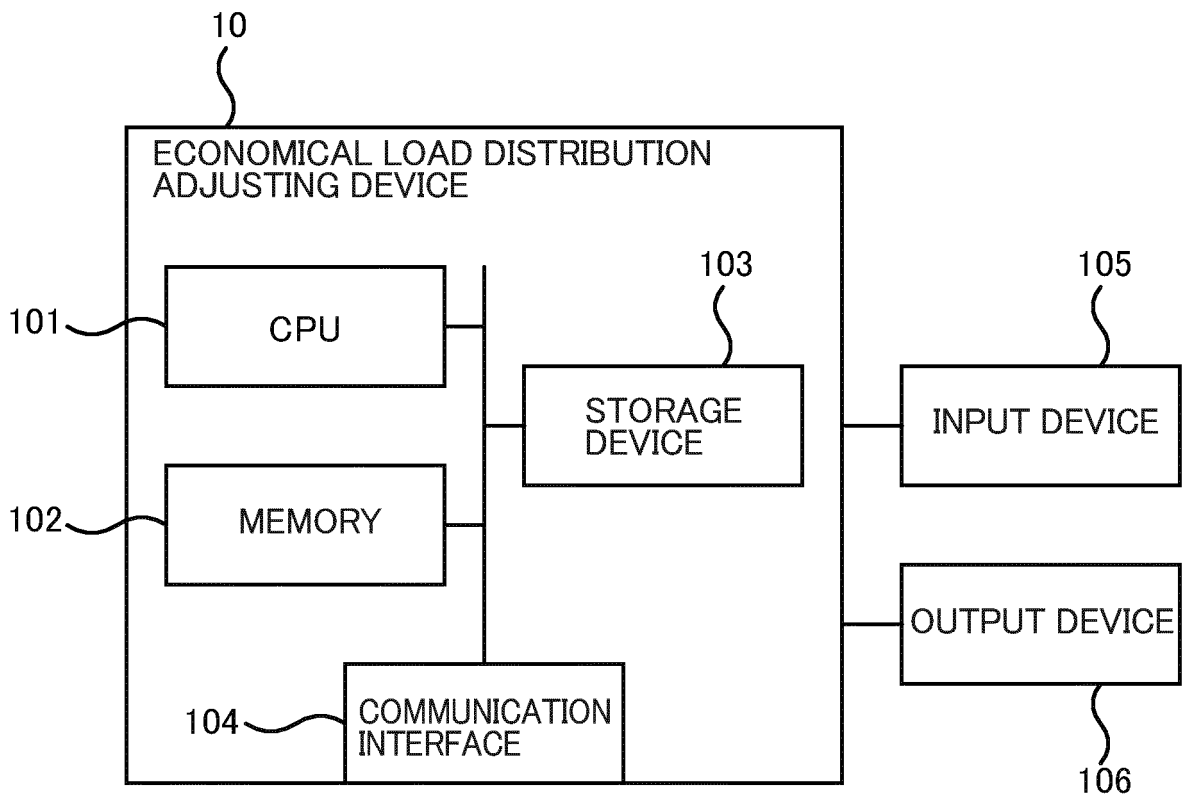 10
ECONOMICAL LOAD DISTRIBUTION
ADJUSTING DEVICE
103
105
101
CPU
STORAGE
DEVICE
INPUT DEVICE
102
MEMORY
OUTPUT DEVICE
104
COMMUNICATION
INTERFACE
106